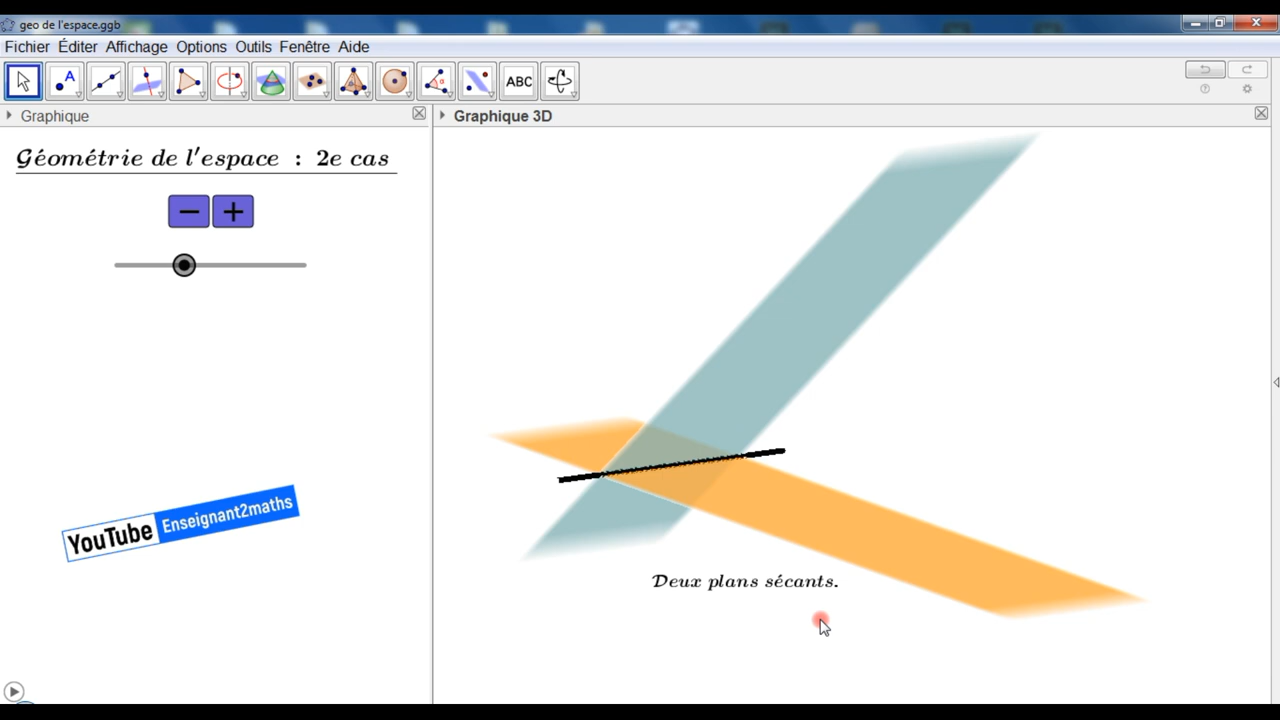 geo de l'espace.ggb
Fichier Éditer Affichage Options Outils Fenêtre Aide
A
ABC
Graphique
Graphique 3D
Géométrie de l'espace : 2e cas
− +
YouTube Enseignant2maths
Deux plans sécants.